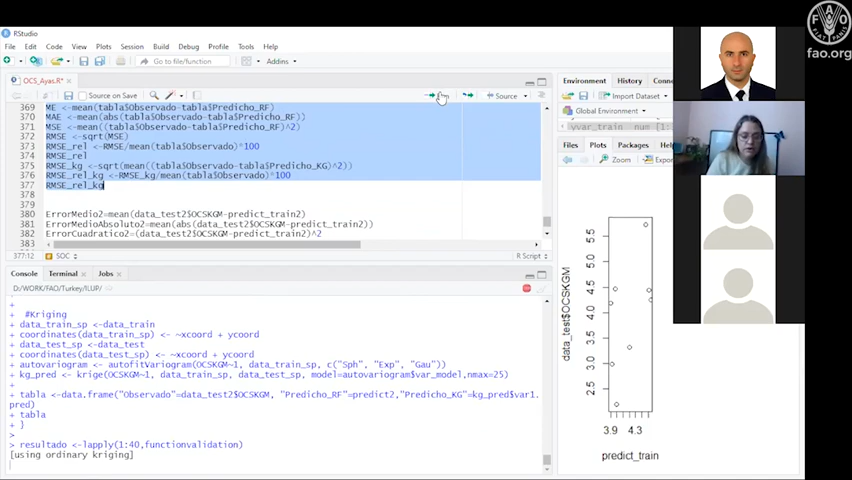 RStudio
File Edit Code View Plots Session Build Debug Profile Tools Help
Go to file/function
Addins
OCS_Ayas.R*
Source on Save
Source
369 ME <-mean(tabla$Observado-tabla$Predicho_RF)
370 MAE <-mean(abs(tabla$Observado-tabla$Predicho_RF))
371 MSE <-mean((tabla$Observado-tabla$Predicho_RF)^2)
372 RMSE <-sqrt(MSE)
373 RMSE_rel <-RMSE/mean(tabla$Observado)*100
374 RMSE_rel
375 RMSE_kg <-sqrt(mean((tabla$Observado-tabla$Predicho_KG)^2))
376 RMSE_rel_kg <-RMSE_kg/mean(tabla$Observado)*100
377 RMSE_rel_kg
378
379
380 ErrorMedio2=mean(data_test2$OCSKGM-predict_train2)
381 ErrorMedioAbsoluto2=mean(abs(data_test2$OCSKGM-predict_train2))
382 ErrorCuadratico2=(data_test2$OCSKGM-predict_train2)^2
383
377:12 SOC R Script
Console Terminal Jobs
D:/WORK/FAO/Turkey/ILUP/
+
+ #Kriging
+ data_train_sp <-data_train
+ coordinates(data_train_sp) <- ~xcoord + ycoord
+ data_test_sp <-data_test
+ coordinates(data_test_sp) <- ~xcoord + ycoord
+ autovariogram <-autofitVariogram(OCSKGM~1, data_train_sp, c("Sph", "Exp", "Gau"))
+ kg_pred <- krige(OCSKGM~1, data_train_sp, data_test_sp, model=autovariogram$var_model,nmax=25)
+
+ tabla <-data.frame("Observado"=data_test2$OCSKGM, "Predicho_RF"=predict2,"Predicho_KG"=kg_pred$var1.
pred)
+ tabla
+ }
>
> resultado <-lapply(1:40,functionvalidation)
[using ordinary kriging]
Environment History
Import Dataset
Global Environment
yvar_train num [1:
Files Plots Packages
Zoom
data_test$OCSKGM
5.5
5.0
4.5
4.0
3.5
3.0
2.5
3.9 4.3
predict_train
FAO
FIAT PANIS
fao.org